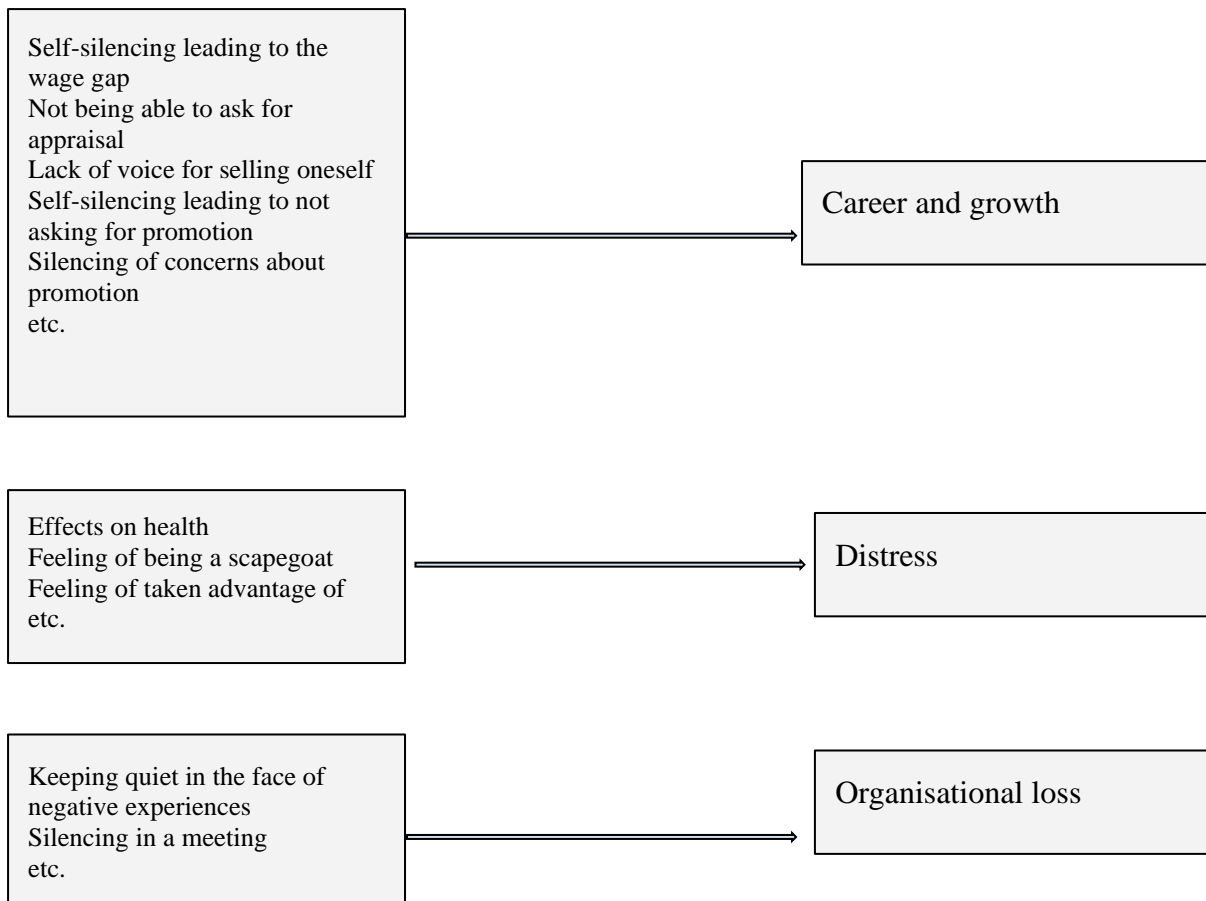 Self-silencing leading to the
wage gap
Not being able to ask for
appraisal
Lack of voice for selling oneself
Self-silencing leading to not
asking for promotion
Silencing of concerns about
promotion
etc.
Career and growth
Effects on health
Feeling of being a scapegoat
Feeling of taken advantage of
etc.
Distress
Keeping quiet in the face of
negative experiences
Silencing in a meeting
etc.
Organisational loss